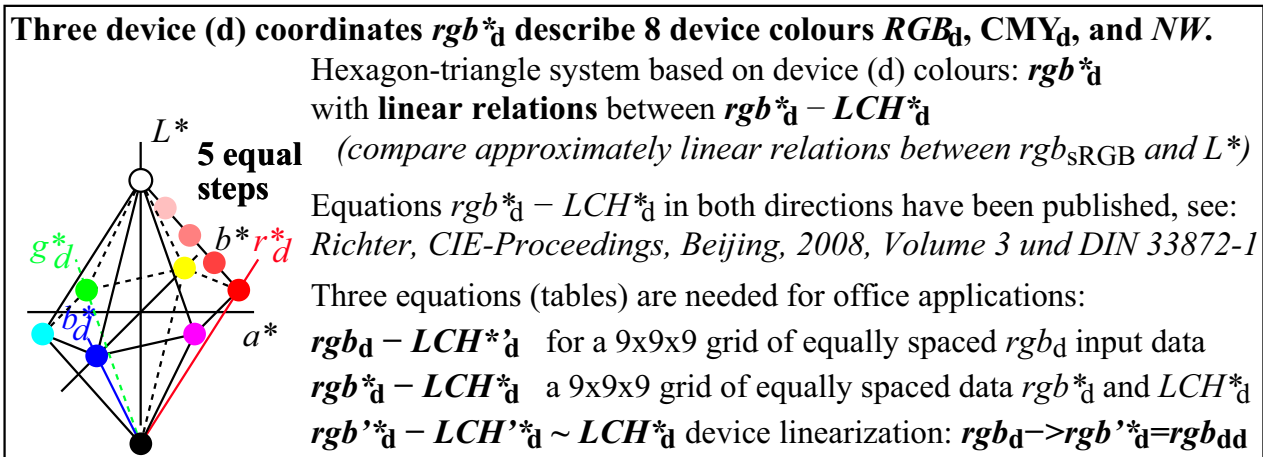 Three device (d) coordinates rgb*d describe 8 device colours RGBd, CMYd, and NW.
Hexagon-triangle system based on device (d) colours: rgb*d
with linear relations between rgb*d − LCH*d
(compare approximately linear relations between rgbsRGB and L*)
L*
5 equal
steps
Equations rgb*d − LCH*d in both directions have been published, see:
Richter, CIE-Proceedings, Beijing, 2008, Volume 3 und DIN 33872-1
g*d
b*
r*d
Three equations (tables) are needed for office applications:
b*d
a*
rgbd − LCH*’d for a 9x9x9 grid of equally spaced rgbd input data
rgb*d − LCH*d a 9x9x9 grid of equally spaced data rgb*d and LCH*d
rgb’*d − LCH’*d ~ LCH*d device linearization: rgbd−>rgb’*d=rgbdd